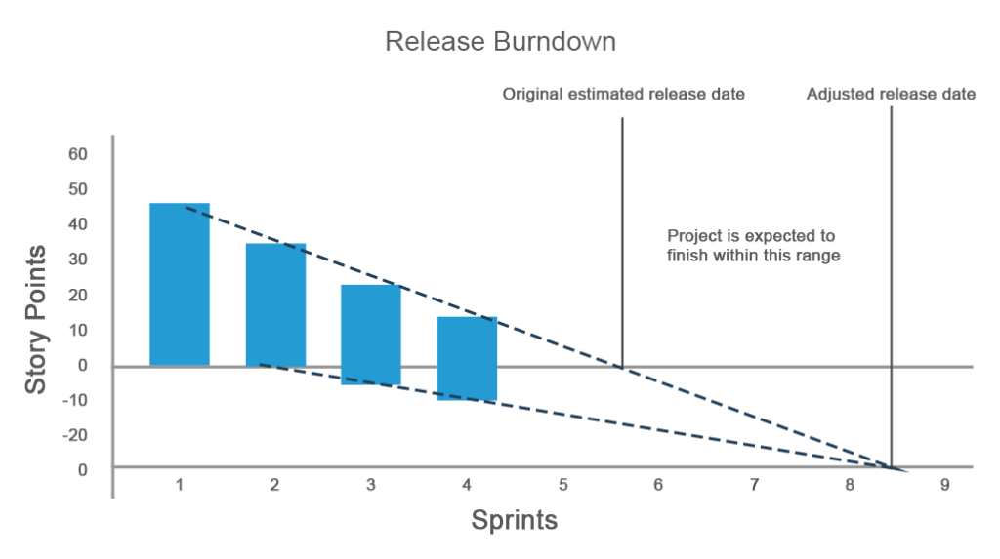 Release Burndown
Original estimated release date
Adjusted release date
60
50
40
30
20
10
0
-10
-20
0
Story Points
Project is expected to
finish within this range
1 2 3 4 5 6 7 8 9
Sprints